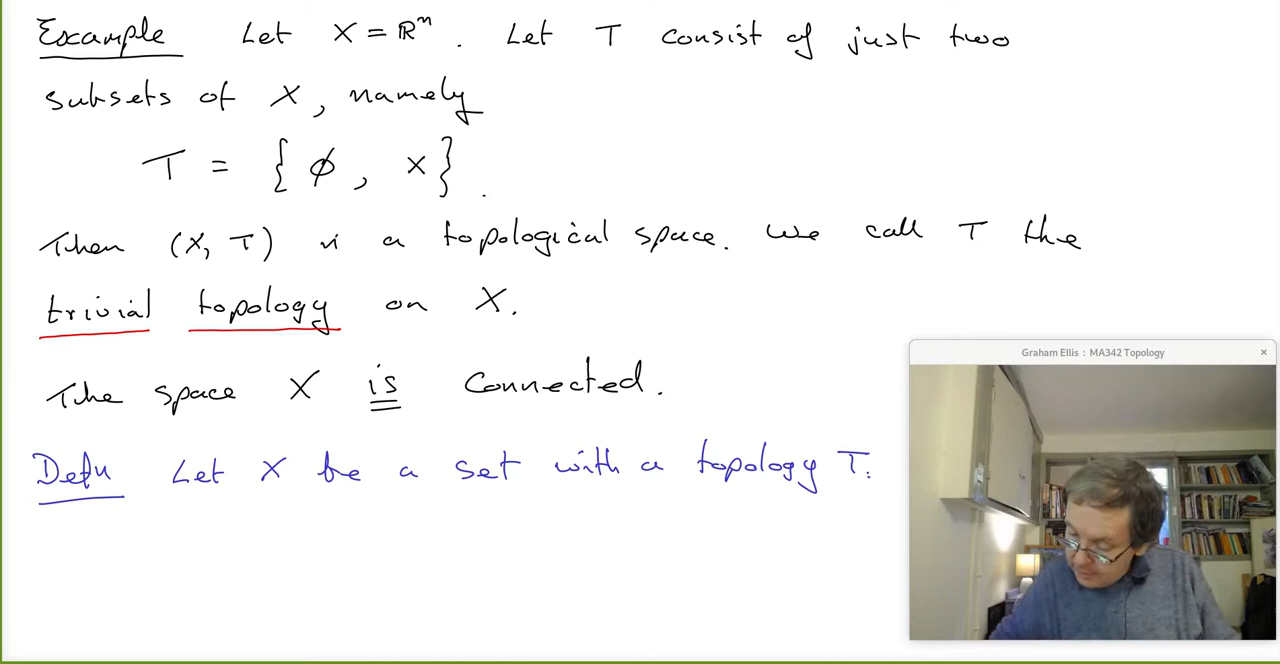 Example Let X = ℝⁿ. Let T consist of just two
subsets of X, namely
T = { ϕ, X }.
Then (X, T) is a topological space. We call T the
trivial topology on X.
The space X is connected.
Defn Let X be a set with a topology T.
Graham Ellis : MA342 Topology